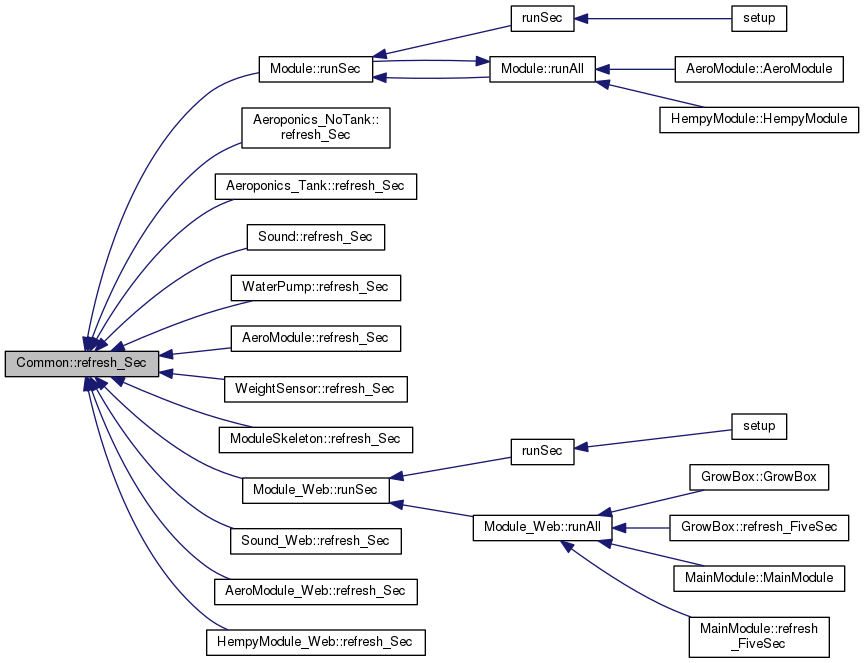 runSec
setup
Module::runSec
Module::runAll
AeroModule::AeroModule
HempyModule::HempyModule
Aeroponics_NoTank::
refresh_Sec
Aeroponics_Tank::refresh_Sec
Sound::refresh_Sec
WaterPump::refresh_Sec
AeroModule::refresh_Sec
Common::refresh_Sec
WeightSensor::refresh_Sec
ModuleSkeleton::refresh_Sec
runSec
setup
Module_Web::runSec
GrowBox::GrowBox
Module_Web::runAll
GrowBox::refresh_FiveSec
Sound_Web::refresh_Sec
MainModule::MainModule
AeroModule_Web::refresh_Sec
MainModule::refresh
_FiveSec
HempyModule_Web::refresh_Sec